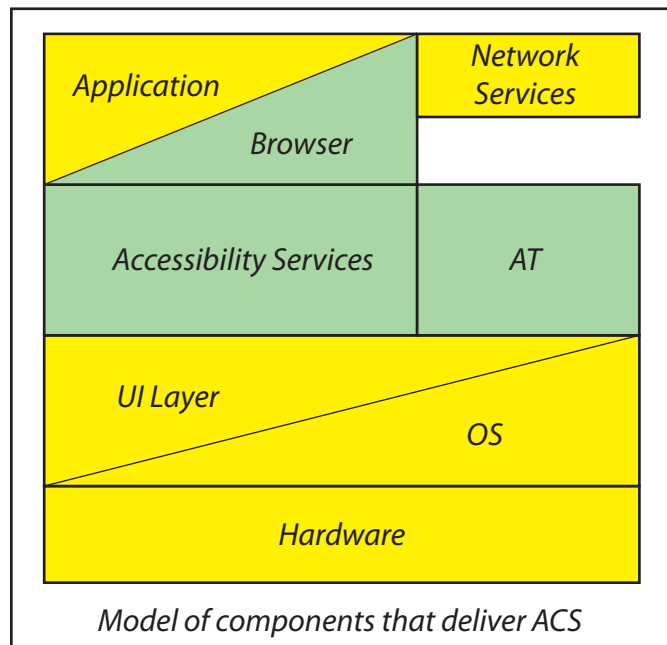 Application
Network
Services
Browser
Accessibility Services
AT
UI Layer
OS
Hardware
Model of components that deliver ACS